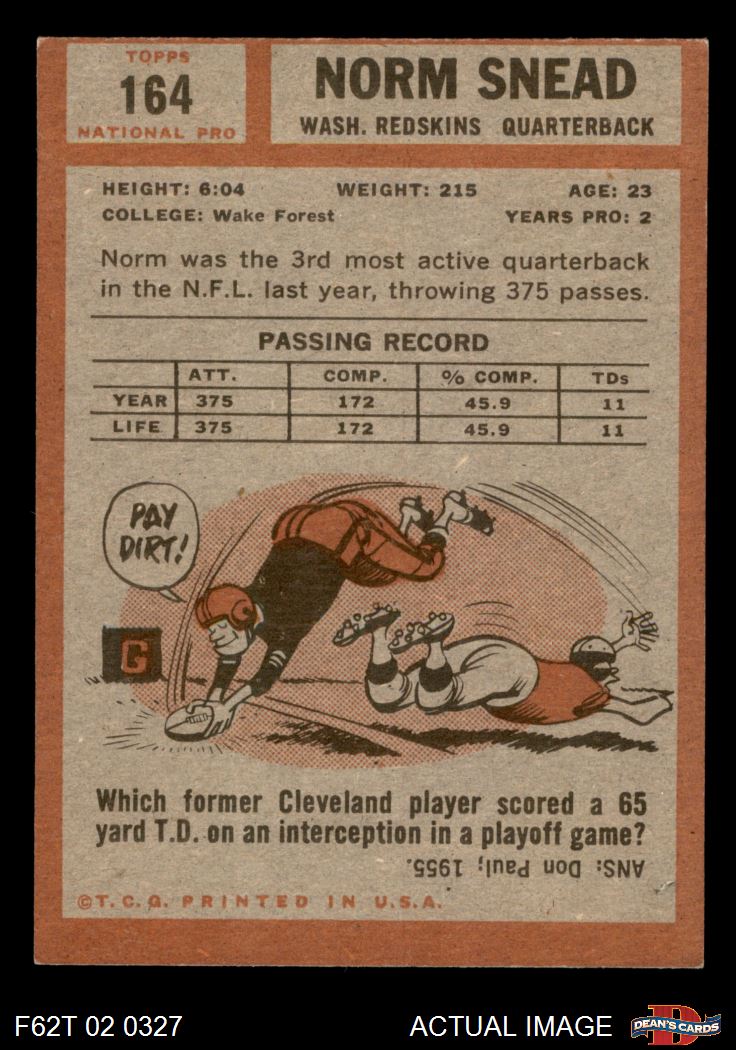 TOPPS
164
NATIONAL PRO
NORM SNEAD
WASH. REDSKINS QUARTERBACK
HEIGHT: 6:04 WEIGHT: 215 AGE: 23
COLLEGE: Wake Forest YEARS PRO: 2
Norm was the 3rd most active quarterback
in the N.F.L. last year, throwing 375 passes.
PASSING RECORD
ATT. COMP. % COMP. TDs
YEAR 375 172 45.9 11
LIFE 375 172 45.9 11
PAY
DIRT!
G
Which former Cleveland player scored a 65
yard T.D. on an interception in a playoff game?
ANS: Don Paul; 1955.
©T.C.G. PRINTED IN U.S.A.
F62T 02 0327 ACTUAL IMAGE
D
DEAN'S CARDS